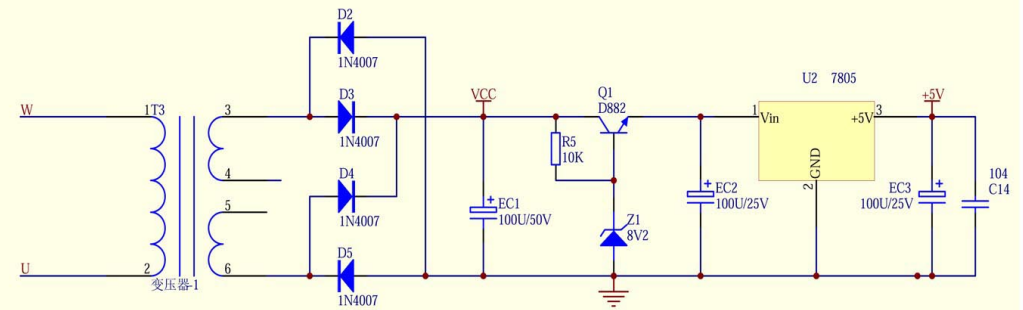 D2
1N4007
W
1
T3
3
D3
1N4007
VCC
Q1
D882
U2 7805
1
Vin
+5V
3
+5V
R5
10K
GND
2
4
D4
1N4007
5
EC1
100U/50V
EC2
100U/25V
EC3
100U/25V
104
C14
Z1
8V2
U
2
变压器-1
6
D5
1N4007